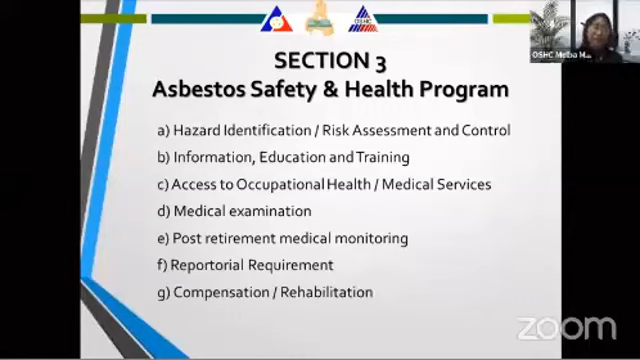 OSHC
OSHC Melba M...
SECTION 3
Asbestos Safety & Health Program
a) Hazard Identification / Risk Assessment and Control
b) Information, Education and Training
c) Access to Occupational Health / Medical Services
d) Medical examination
e) Post retirement medical monitoring
f) Reportorial Requirement
g) Compensation / Rehabilitation
zoom